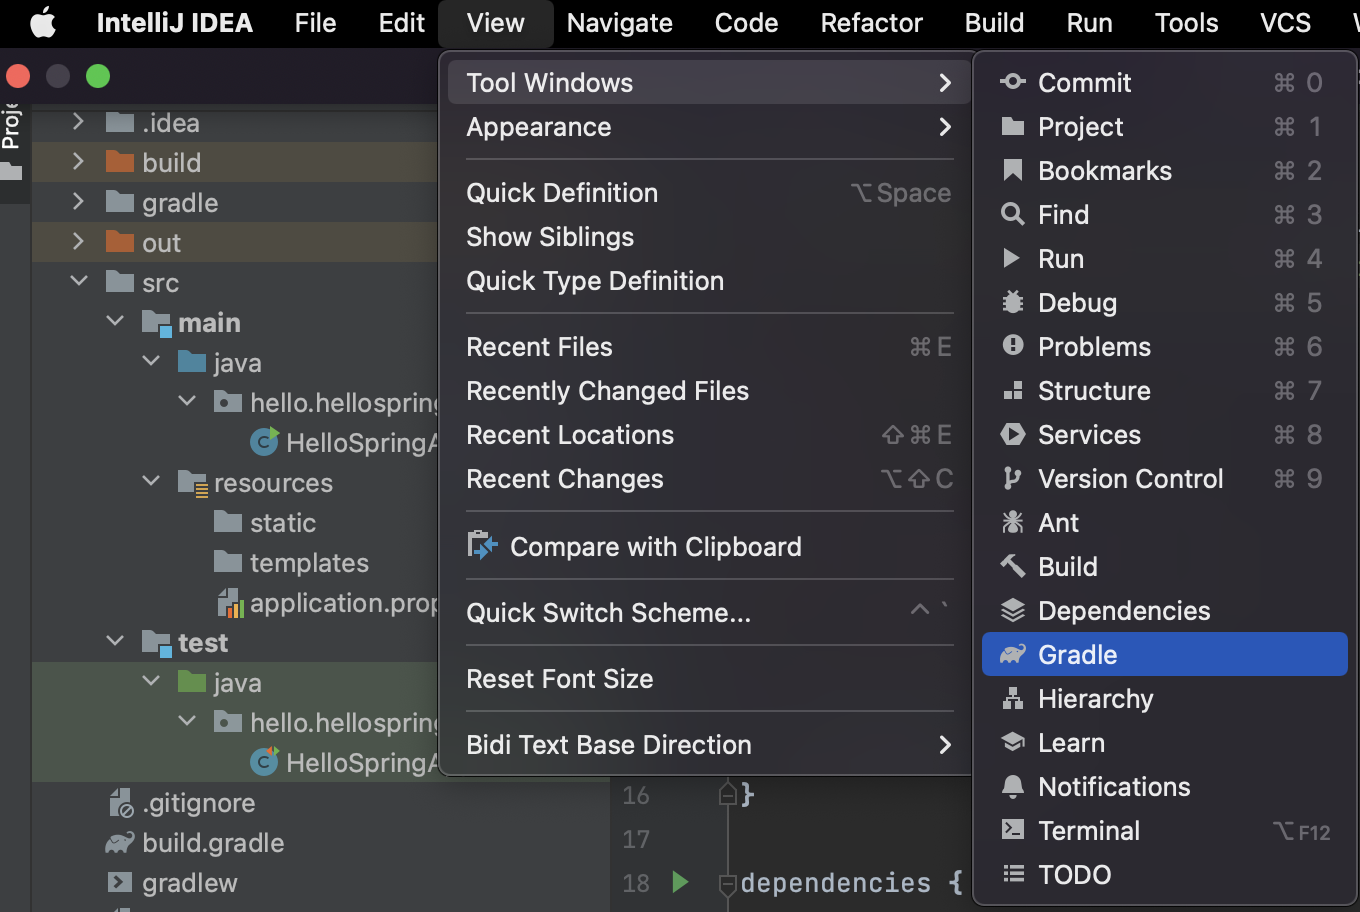 IntelliJ IDEA File Edit View Navigate Code Refactor Build Run Tools VCS
Proje
.idea
build
gradle
out
src
main
java
hello.hellospring
HelloSpringA
resources
static
templates
application.prop
test
java
hello.hellospring
HelloSpringA
.gitignore
build.gradle
gradlew
Tool Windows
Appearance
Quick Definition ⌥Space
Show Siblings
Quick Type Definition
Recent Files ⌘E
Recently Changed Files
Recent Locations ⇧⌘E
Recent Changes ⌥⇧C
Compare with Clipboard
Quick Switch Scheme... ^ `
Reset Font Size
Bidi Text Base Direction
Commit ⌘ 0
Project ⌘ 1
Bookmarks ⌘ 2
Find ⌘ 3
Run ⌘ 4
Debug ⌘ 5
Problems ⌘ 6
Structure ⌘ 7
Services ⌘ 8
Version Control ⌘ 9
Ant
Build
Dependencies
Gradle
Hierarchy
Learn
Notifications
Terminal ⌥F12
TODO
16 }
17
18 dependencies {